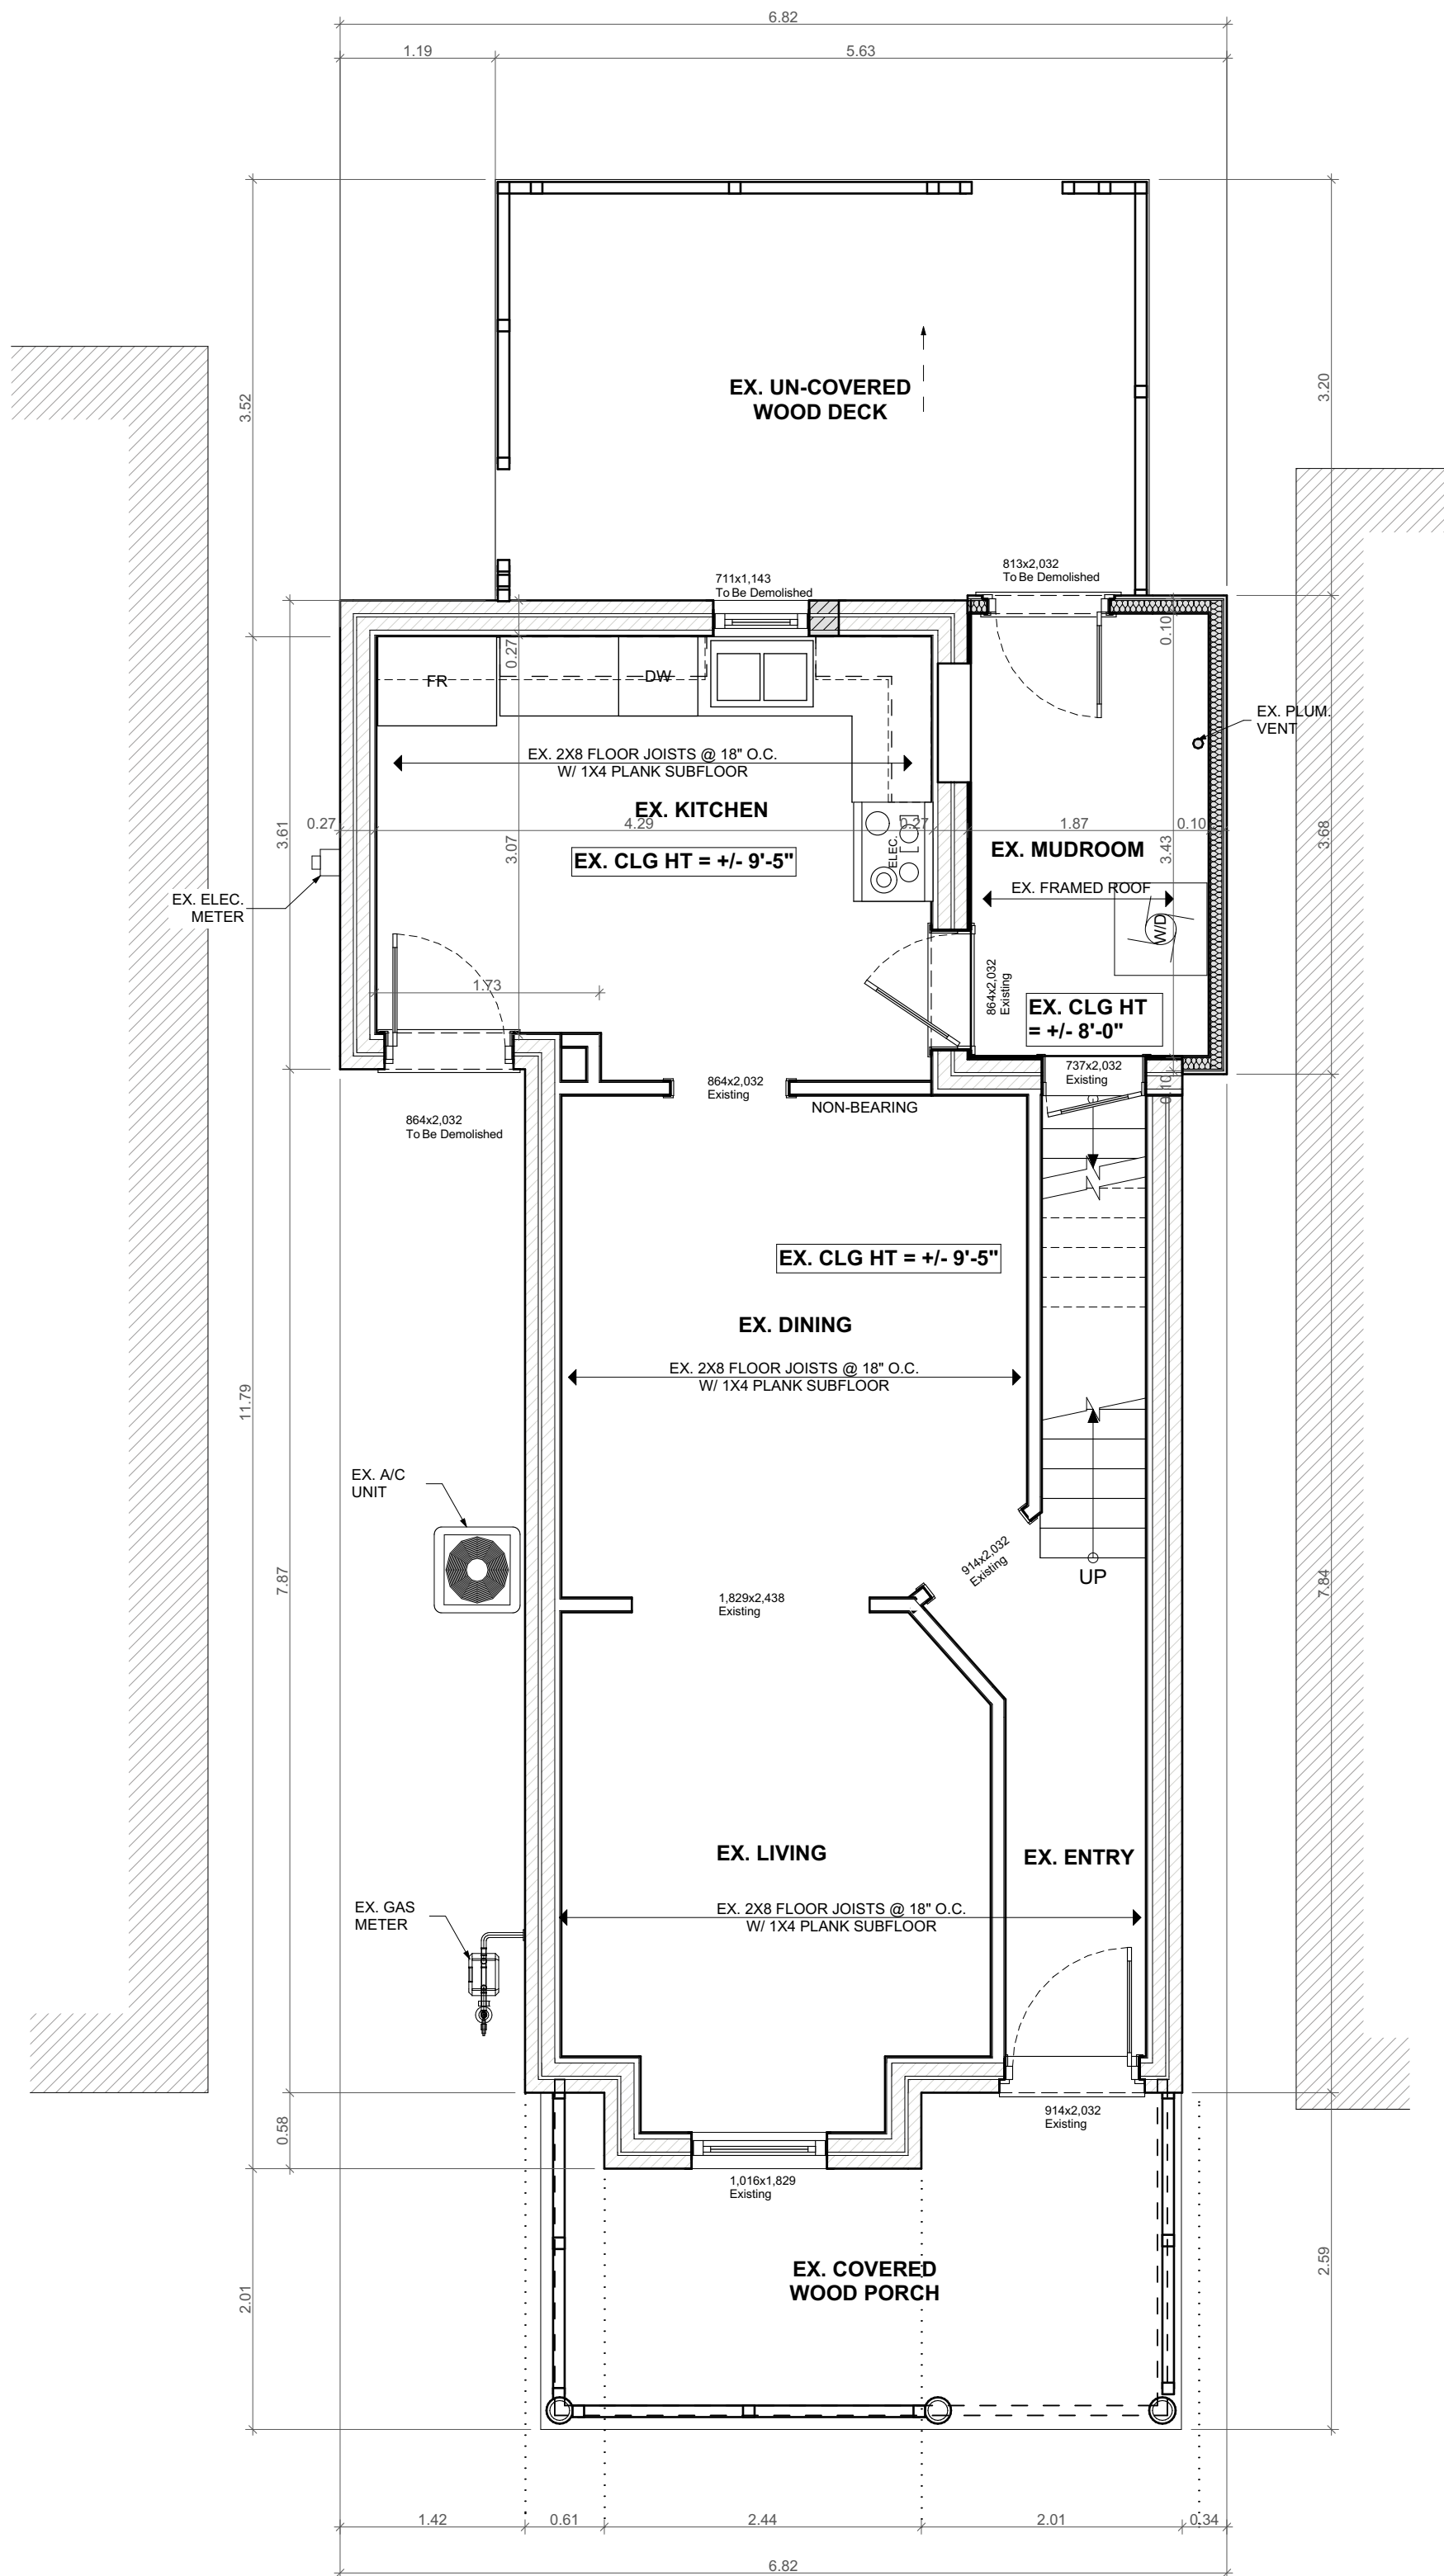 6.82
1.19
5.63
3.52
3.20
EX. UN-COVERED
WOOD DECK
711x1,143
To Be Demolished
813x2,032
To Be Demolished
0.27
0.10
FR
DW
EX. PLUM.
VENT
EX. 2X8 FLOOR JOISTS @ 18" O.C.
W/ 1X4 PLANK SUBFLOOR
EX. KITCHEN
0.27
4.29
0.27
1.87
0.10
3.61
3.07
ELEC.
3.43
3.68
EX. CLG HT = +/- 9'-5"
EX. MUDROOM
EX. FRAMED ROOF
EX. ELEC.
METER
W/D
1.73
864x2,032
Existing
EX. CLG HT
= +/- 8'-0"
864x2,032
Existing
737x2,032
Existing
0.10
NON-BEARING
864x2,032
To Be Demolished
EX. CLG HT = +/- 9'-5"
EX. DINING
EX. 2X8 FLOOR JOISTS @ 18" O.C.
W/ 1X4 PLANK SUBFLOOR
11.79
EX. A/C
UNIT
914x2,032
Existing
7.87
7.84
UP
1,829x2,438
Existing
EX. LIVING
EX. ENTRY
EX. GAS
METER
EX. 2X8 FLOOR JOISTS @ 18" O.C.
W/ 1X4 PLANK SUBFLOOR
0.58
914x2,032
Existing
1,016x1,829
Existing
2.01
2.59
EX. COVERED
WOOD PORCH
1.42
0.61
2.44
2.01
0.34
6.82